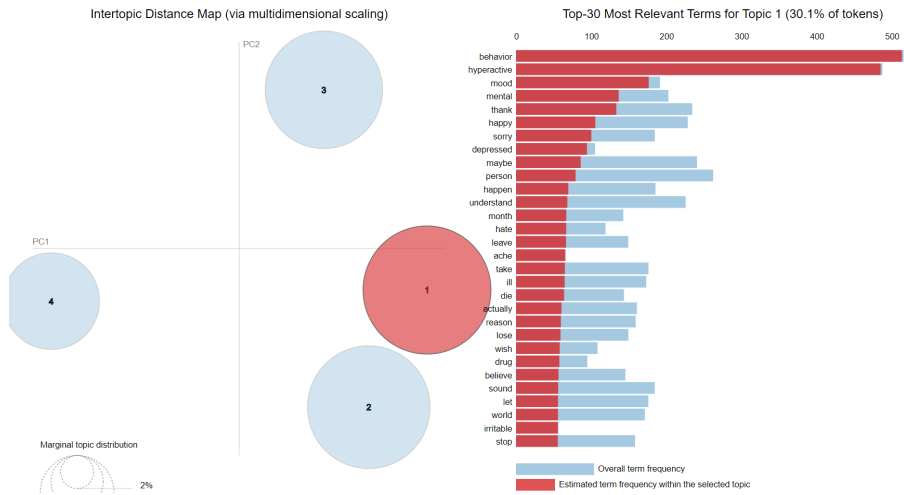 Intertopic Distance Map (via multidimensional scaling)
PC2
PC1
3
1
4
2
Marginal topic distribution
2%
Top-30 Most Relevant Terms for Topic 1 (30.1% of tokens)
0 100 200 300 400 500
behavior
hyperactive
mood
mental
thank
happy
sorry
depressed
maybe
person
happen
understand
month
hate
leave
ache
take
ill
die
actually
reason
lose
wish
drug
believe
sound
let
world
irritable
stop
Overall term frequency
Estimated term frequency within the selected topic